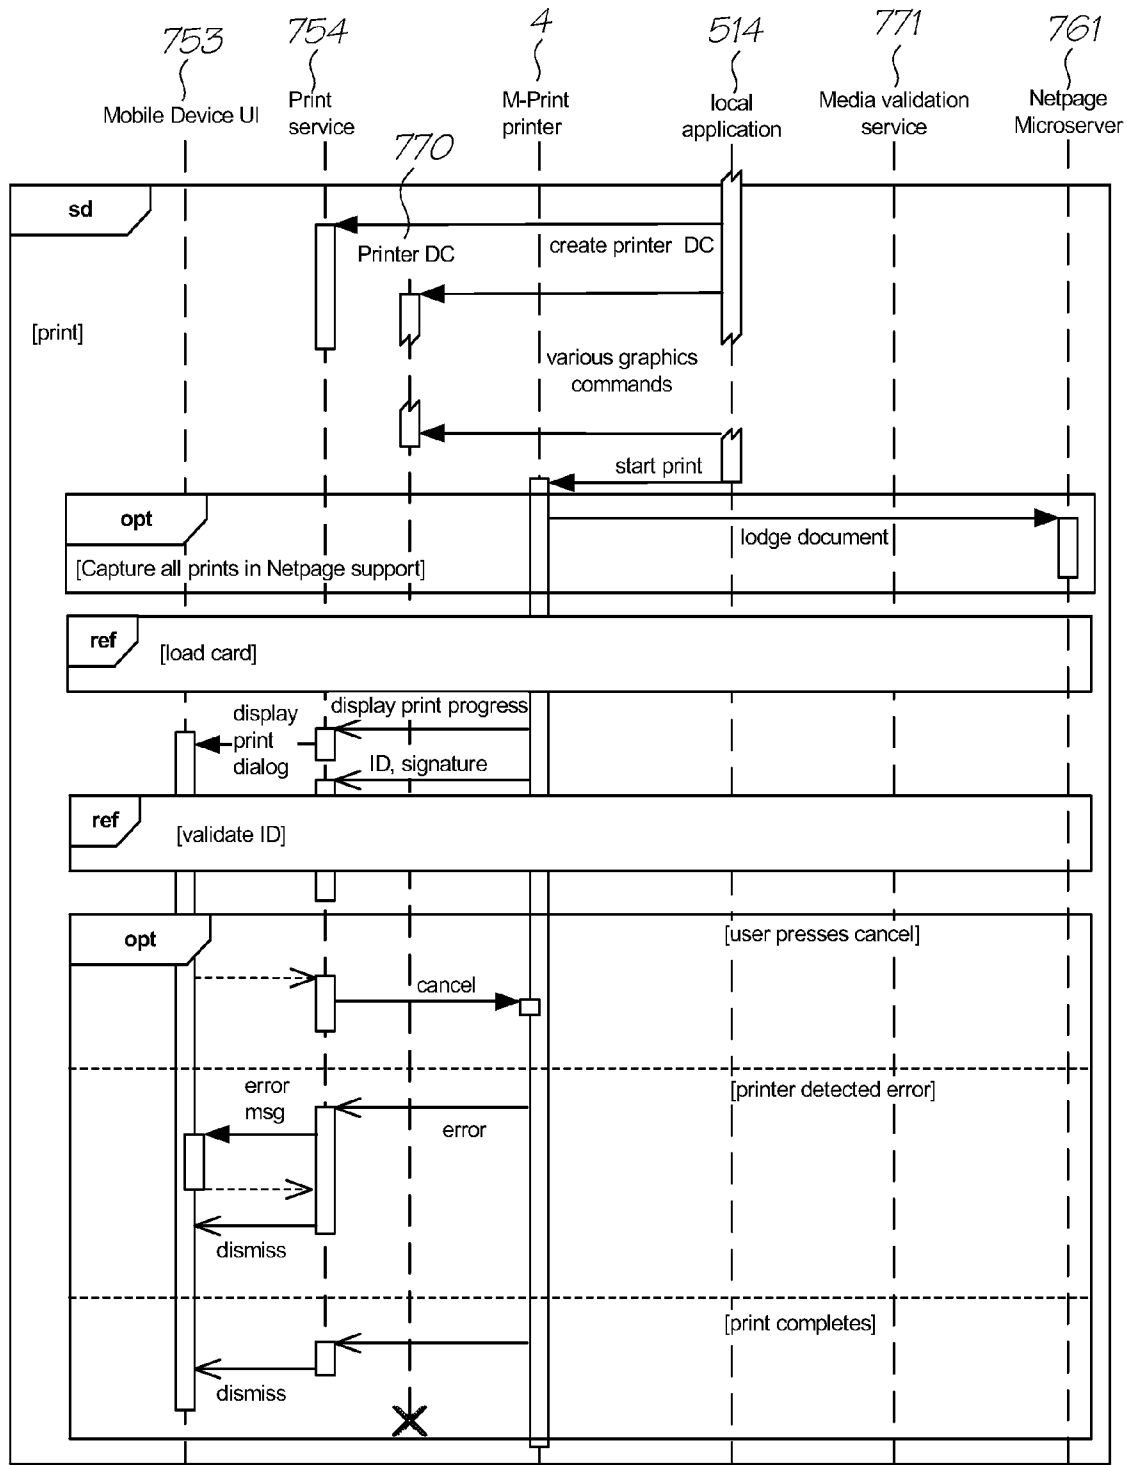 753
754
4
514
771
761
Mobile Device UI
Print
service
M-Print
printer
local
application
Media validation
service
Netpage
Microserver
770
sd
create printer DC
Printer DC
[print]
various graphics
commands
start print
opt
lodge document
[Capture all prints in Netpage support]
ref
[load card]
display print progress
display
print
dialog
ID, signature
ref
[validate ID]
opt
[user presses cancel]
cancel
[printer detected error]
error
msg
error
dismiss
[print completes]
dismiss